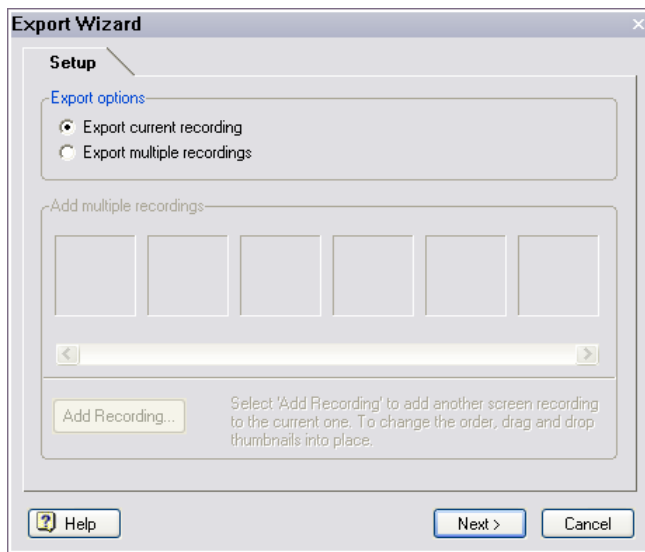 Export Wizard
Setup
Export options
Export current recording
Export multiple recordings
Add multiple recordings
Add Recording...
Select 'Add Recording' to add another screen recording
to the current one. To change the order, drag and drop
thumbnails into place.
Help
Next >
Cancel